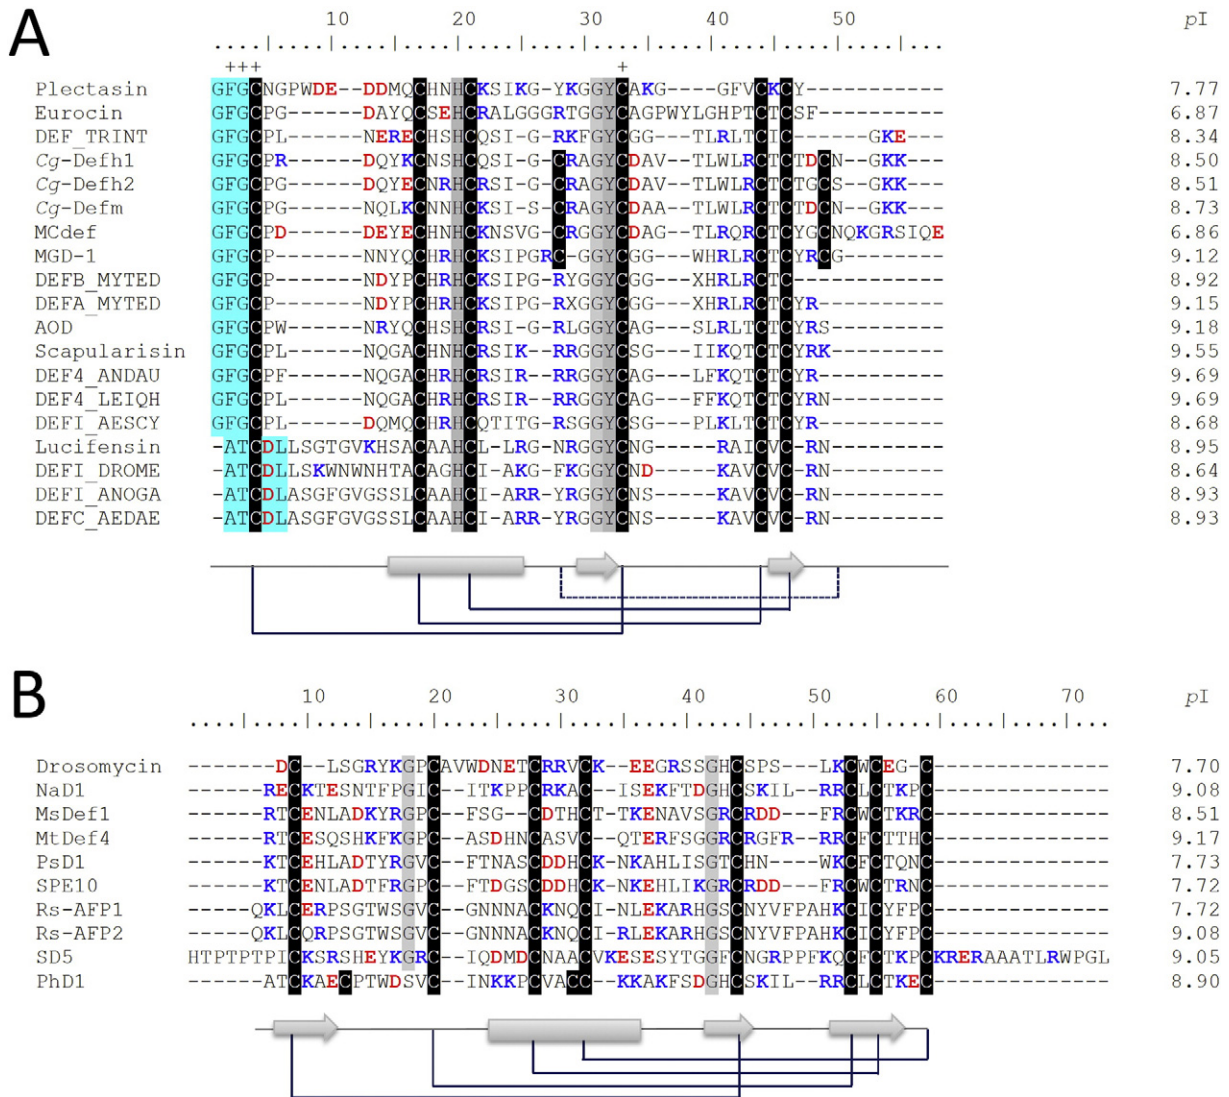 A
10 20 30 40 50 pI
+++ +
Plectasin GFGCNGPWDE--DDMQCHNHCKSIKG-YKGGYCAKG----GFVCKCY----------- 7.77
Eurocin GFGCPG------DAYQCSEHCRALGGGRTGGYCAGPWYLGHPTCTCSF---------- 6.87
DEF_TRINT GFGCPL------NERECHSHCQSIG-RKFGYCGG---TLRLTCIC------GKE--- 8.34
Cg-Defh1 GFGCPR------DQYKCNSHCQSI-G-CRAGYCDAV--TLWLRCTCTDCN--GKK--- 8.50
Cg-Defh2 GFGCPG------DQYECNRHCRSI-G-CRAGYCDAV--TLWLRCTCTGCS--GKK--- 8.51
Cg-Defm GFGCPG------NQLKCNNHCKSI-S-CRAGYCDAA--TLWLRCTCTDCN--GKK--- 8.73
MCdef GFGCPD------DEYECHNHCKNSVG-CRGGYCDAG--TLRQRCTCYGCNQKGRSIQE 6.86
MGD-1 GFGCP-------NNYQCHRHCKSIPGRC-GGYCGG---WHRLRCTCYRCG-------- 9.12
DEFB_MYTED GFGCP-------NDYPCHRHCKSIPG-RYGGYCGG---XHRLRCTC------------ 8.92
DEFA_MYTED GFGCP-------NDYPCHRHCKSIPG-RXGGYCGG---XHRLRCTCYR---------- 9.15
AOD GFGCPW------NRYQCHSHCRSI-G-RLGGYCAG---SLRLTCTCYRS--------- 9.18
Scapularisin GFGCPL------NQGACHNHCRSIK--RRGGYCSG---IIKQTCTCYRK--------- 9.55
DEF4_ANDAU GFGCPF------NQGACHRHCRSIR--RRGGYCAG---LFKQTCTCYR---------- 9.69
DEF4_LEIQH GFGCPL------NQGACHRHCRSIR--RRGGYCAG---FFKQTCTCYRN--------- 9.69
DEFI_AESCY GFGCPL------DQMQCHRHCQTITG-RSGGYCSG---PLKLTCTCYR---------- 8.68
Lucifensin -ATCDLLSGTGVKHSACAAHCL-LRG-NRGGYCNG-----RAICVC-RN--------- 8.95
DEFI_DROME -ATCDLLSKWNWNHTACAGHCI-AKG-FKGGYCND-----KAVCVC-RN--------- 8.64
DEFI_ANOGA -ATCDLASGFGVGSSLCAAHCI-ARR-YRGGYCNS-----KAVCVC-RN--------- 8.93
DEFC_AEDAE -ATCDLASGFGVGSSLCAAHCI-ARR-YRGGYCNS-----KAVCVC-RN--------- 8.93
B
10 20 30 40 50 60 70 pI
Drosomycin -------DC--LSGRYKGPCAVWDNETCRRVCK--EEGRSSGHCSPS---LKCWCEG-C-------------- 7.70
NaD1 ------RECKTESNTFPGIC--ITKPPCRKAC--ISEKFTDGHCSKIL--RRCLCTKPC-------------- 9.08
MsDef1 ------RTCENLADKYRGPC--FSG--CDTHCT-TKENAVSGRCRDD---FRCWCTKRC-------------- 8.51
MtDef4 ------RTCESQSHKFKGPC--ASDHNCASVC--QTERFSGGRCRGFR--RRCFCTTHC-------------- 9.17
PsD1 ------KTCEHLADTYRGVC--FTNASCDDHCK-NKAHLISGTCHN----WKCFCTQNC-------------- 7.73
SPE10 ------KTCENLADTFRGPC--FTDGSCDDHCK-NKEHLIKGRCRDD---FRCWCTRNC-------------- 7.72
Rs-AFP1 -----QKLCERPSGTWSGVC--GNNNACKNQCI-NLEKARHGSCNYVFPAHKCICYFPC-------------- 7.72
Rs-AFP2 -----QKLCQRPSGTWSGVC--GNNNACKNQCI-RLEKARHGSCNYVFPAHKCICYFPC-------------- 9.08
SD5 HTPTPTPICKSRSHEYKGRC--IQDMDCNAACVKESESYTGGFCNGRPPFKQCFCTKPCKRERAAATLRWPGL 9.05
PhD1 ------ATCKAECPTWDSVC--INKKPCVACC--KKAKFSDGHCSKIL--RRCLCTKEC-------------- 8.90